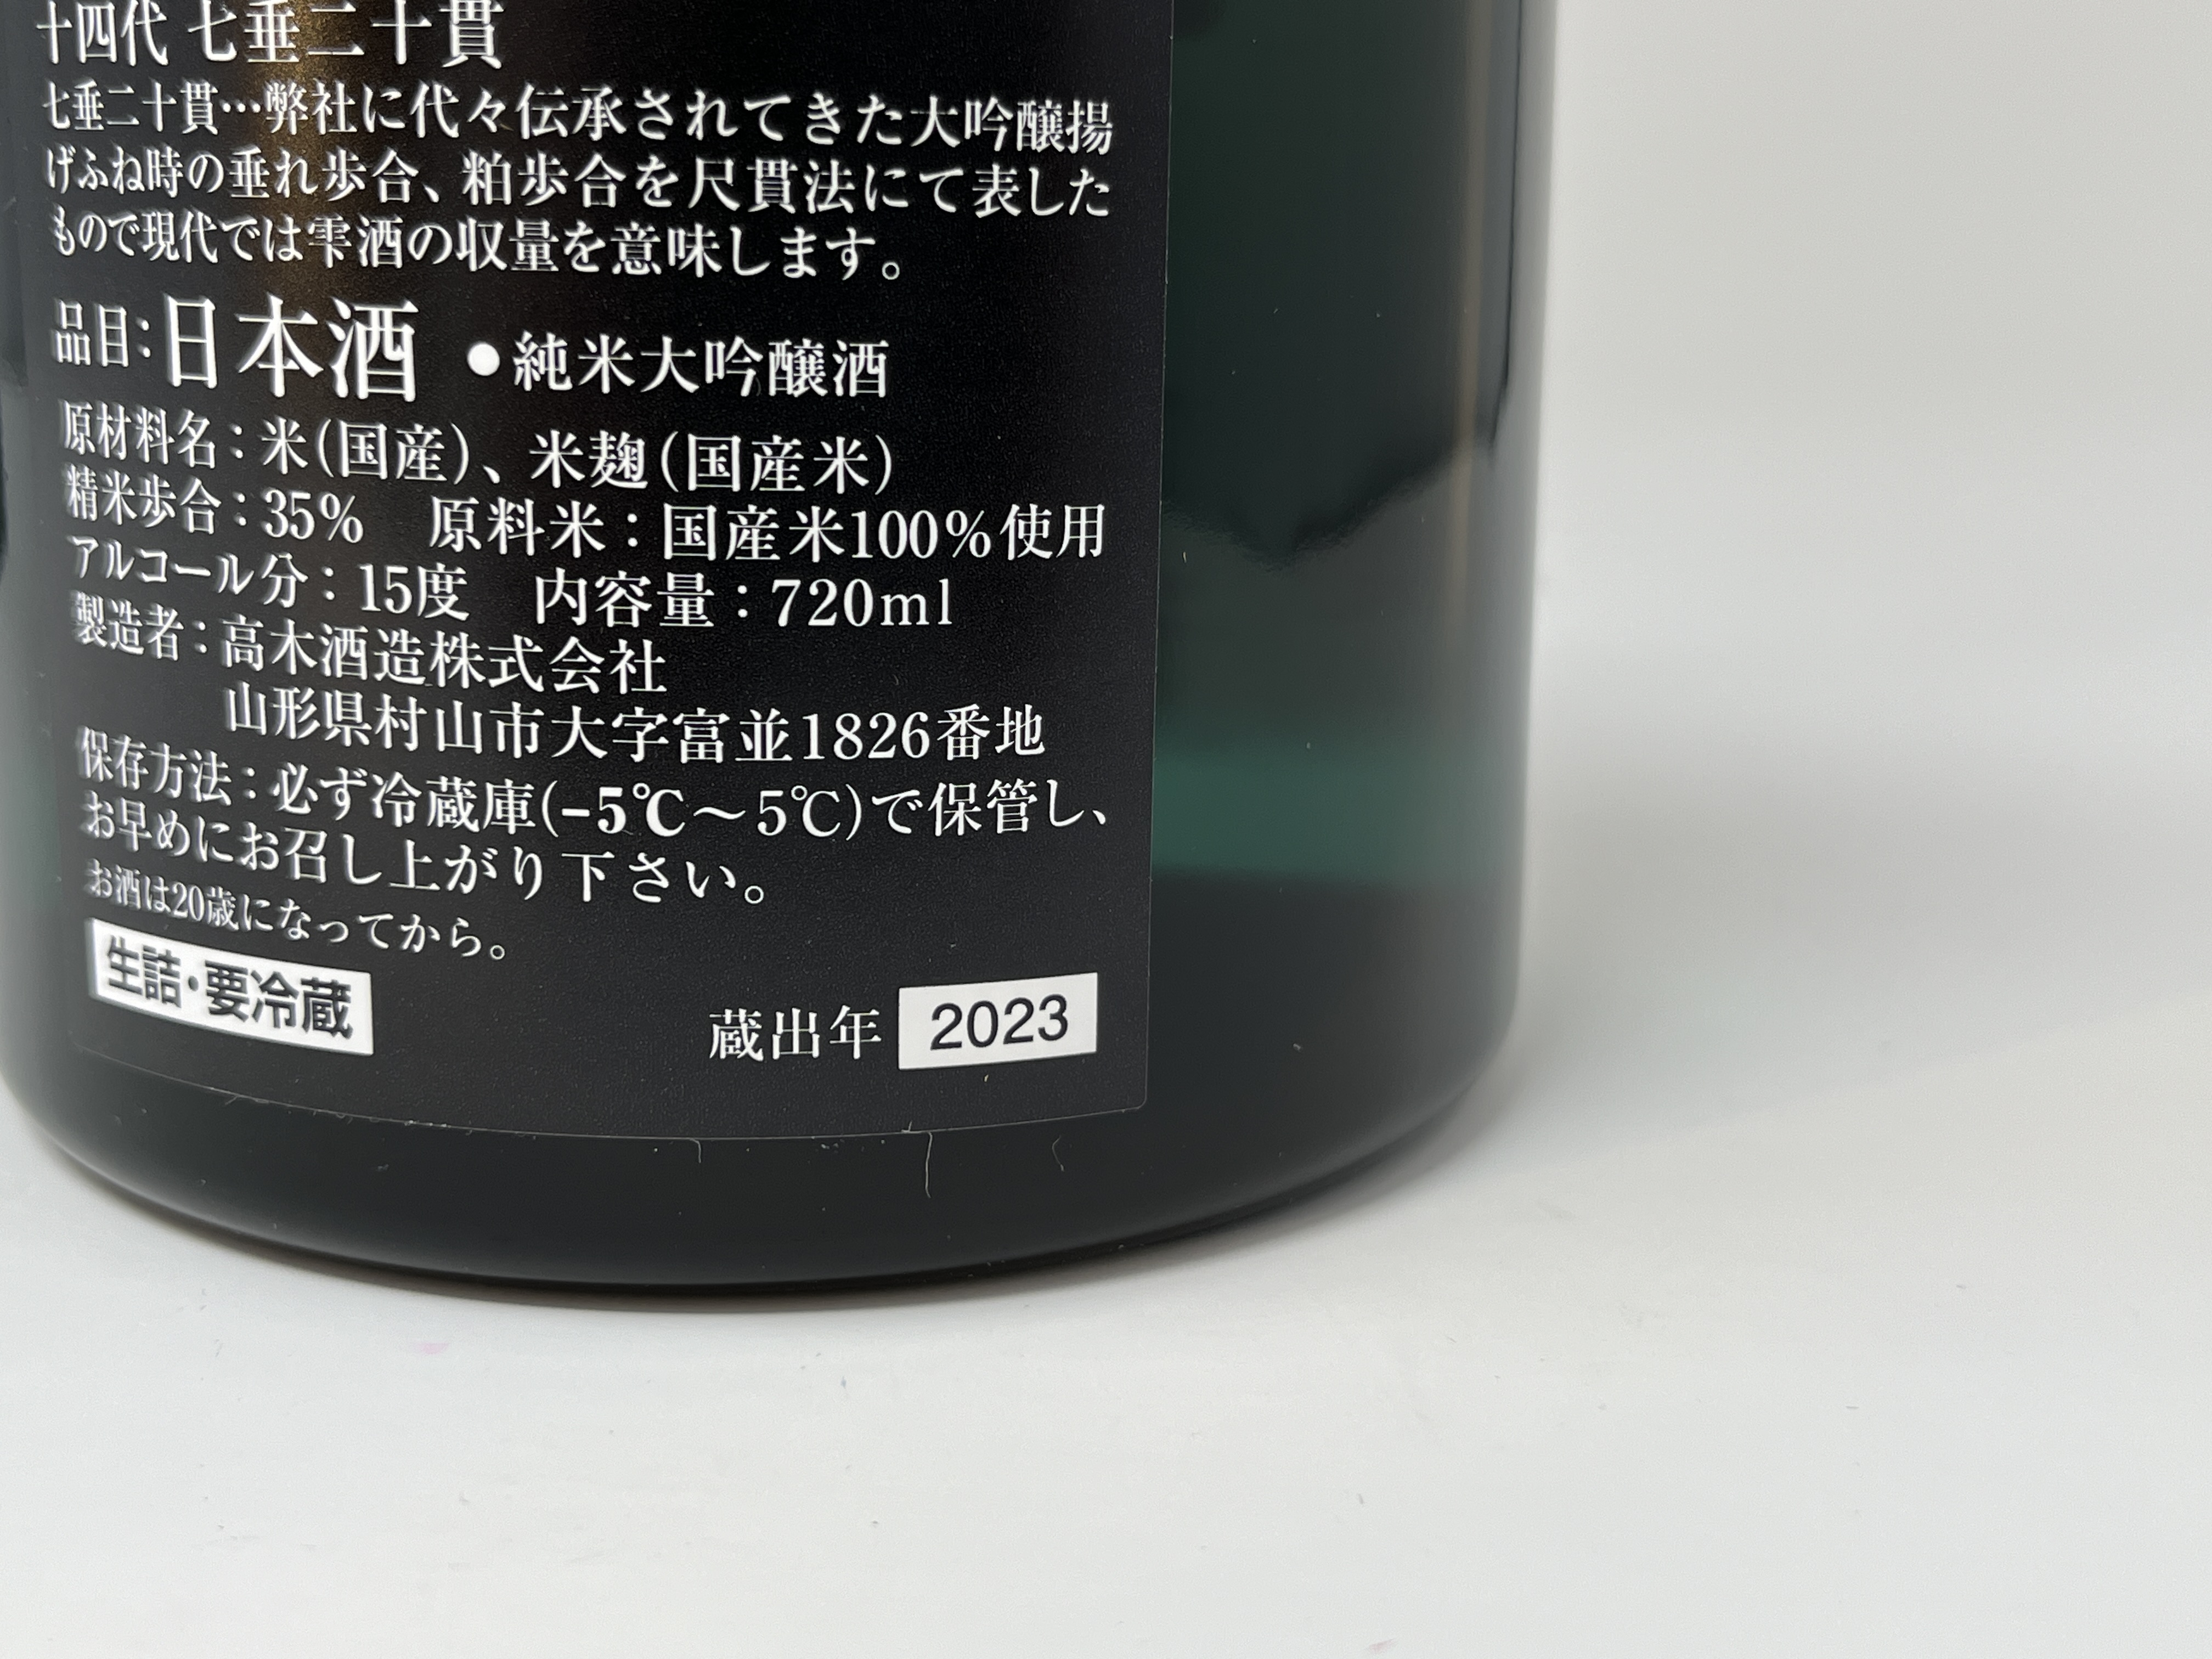 十四代 七垂二十貫
七垂二十貫…弊社に代々伝承されてきた大吟醸揚
げふね時の垂れ歩合、粕歩合を尺貫法にて表した
もので現代では雫酒の収量を意味します。
品目：日本酒 ●純米大吟醸酒
原材料名：米(国産)、米麹(国産米)
精米歩合：35% 原料米：国産米100%使用
アルコール分：15度 内容量：720ml
製造者：高木酒造株式会社
山形県村山市大字富並1826番地
保存方法：必ず冷蔵庫(-5℃～5℃)で保管し、
お早めにお召し上がり下さい。
お酒は20歳になってから。
生詰・要冷蔵
蔵出年 2023